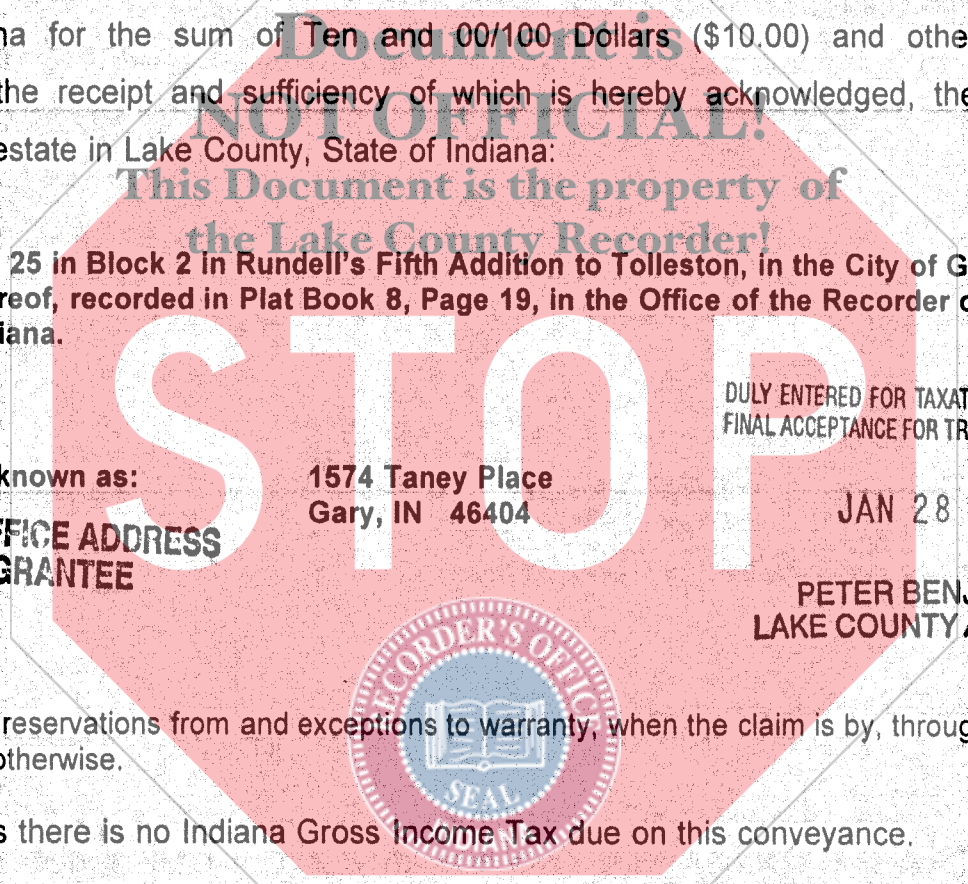 na for the sum of Ten and 00/100 Dollars ($10.00) and othe
Document is
the receipt and sufficiency of which is hereby acknowledged, the
NOT OFFICIAL!
estate in Lake County, State of Indiana:
This Document is the property of
the Lake County Recorder!
25 in Block 2 in Rundell's Fifth Addition to Tolleston, in the City of G
reof, recorded in Plat Book 8, Page 19, in the Office of the Recorder o
iana.
STOP
DULY ENTERED FOR TAXAT
FINAL ACCEPTANCE FOR TR
known as: 1574 Taney Place
Gary, IN 46404
JAN 28
FFICE ADDRESS
GRANTEE
PETER BENJ
LAKE COUNTY A
RECORDER'S OFFICE
reservations from and exceptions to warranty, when the claim is by, throug
otherwise.
SEAL
s there is no Indiana Gross Income Tax due on this conveyance.
INDIANA